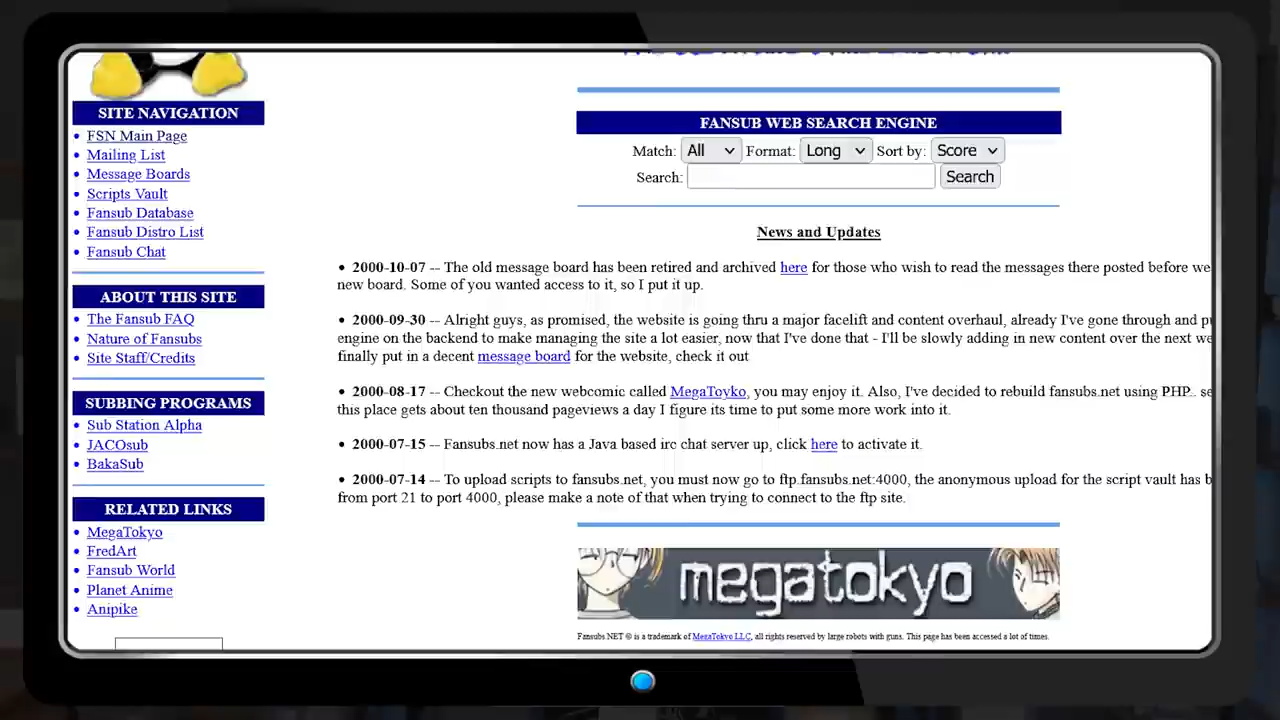 SITE NAVIGATION
FSN Main Page
Mailing List
Message Boards
Scripts Vault
Fansub Database
Fansub Distro List
Fansub Chat
ABOUT THIS SITE
The Fansub FAQ
Nature of Fansubs
Site Staff/Credits
SUBBING PROGRAMS
Sub Station Alpha
JACOsub
BakaSub
RELATED LINKS
MegaTokyo
FredArt
Fansub World
Planet Anime
Anipike
FANSUB WEB SEARCH ENGINE
Match: All Format: Long Sort by: Score
Search: Search
News and Updates
2000-10-07 -- The old message board has been retired and archived here for those who wish to read the messages there posted before we
new board. Some of you wanted access to it, so I put it up.
2000-09-30 -- Alright guys, as promised, the website is going thru a major facelift and content overhaul, already I've gone through and
engine on the backend to make managing the site a lot easier, now that I've done that - I'll be slowly adding in new content over the next
finally put in a decent message board for the website, check it out
2000-08-17 -- Checkout the new webcomic called MegaToyko, you may enjoy it. Also, I've decided to rebuild fansubs.net using PHP..
this place gets about ten thousand pageviews a day I figure its time to put some more work into it.
2000-07-15 -- Fansubs.net now has a Java based irc chat server up, click here to activate it.
2000-07-14 -- To upload scripts to fansubs.net, you must now go to ftp.fansubs.net:4000, the anonymous upload for the script vault has
from port 21 to port 4000, please make a note of that when trying to connect to the ftp site.
megatokyo
Fansubs.NET © is a trademark of MegaTokyo LLC, all rights reserved by large robots with guns. This page has been accessed a lot of times.